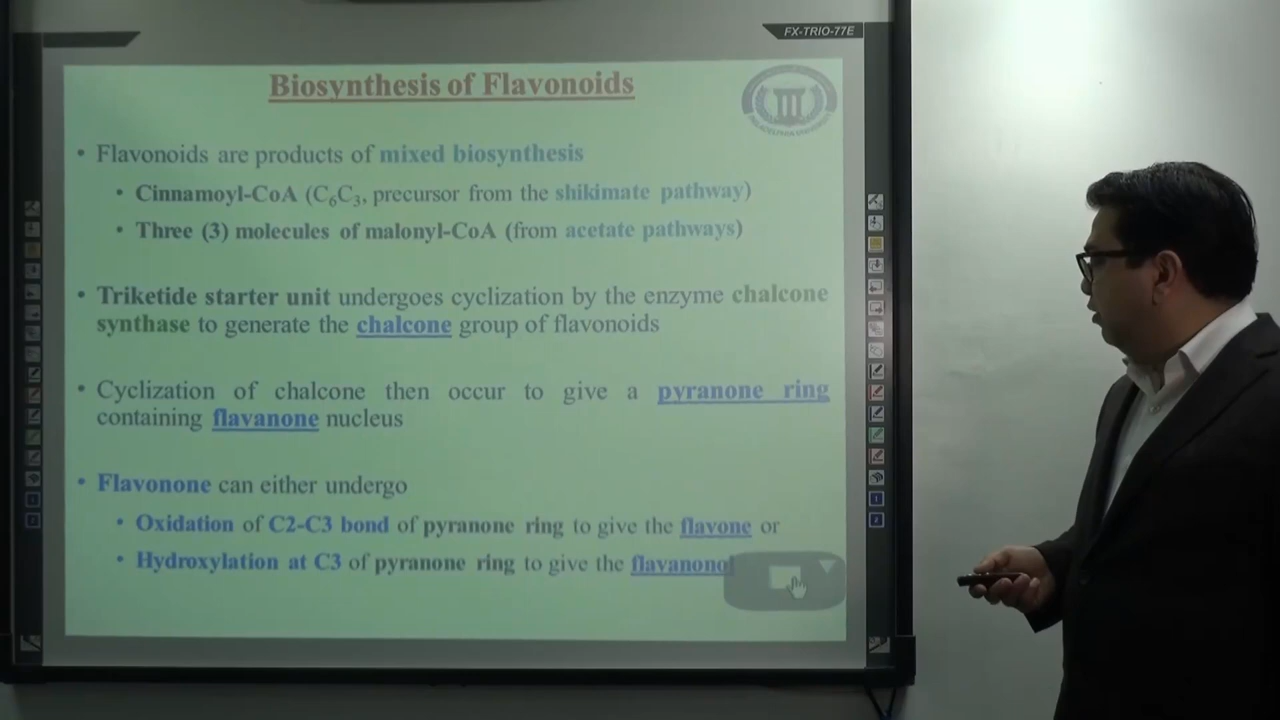 FX-TRIO-77E
Biosynthesis of Flavonoids
• Flavonoids are products of mixed biosynthesis
• Cinnamoyl-CoA (C₆C₃, precursor from the shikimate pathway)
• Three (3) molecules of malonyl-CoA (from acetate pathways)
• Triketide starter unit undergoes cyclization by the enzyme chalcone
synthase to generate the chalcone group of flavonoids
• Cyclization of chalcone then occur to give a pyranone ring
containing flavanone nucleus
• Flavonone can either undergo
• Oxidation of C2-C3 bond of pyranone ring to give the flavone or
• Hydroxylation at C3 of pyranone ring to give the flavanonol